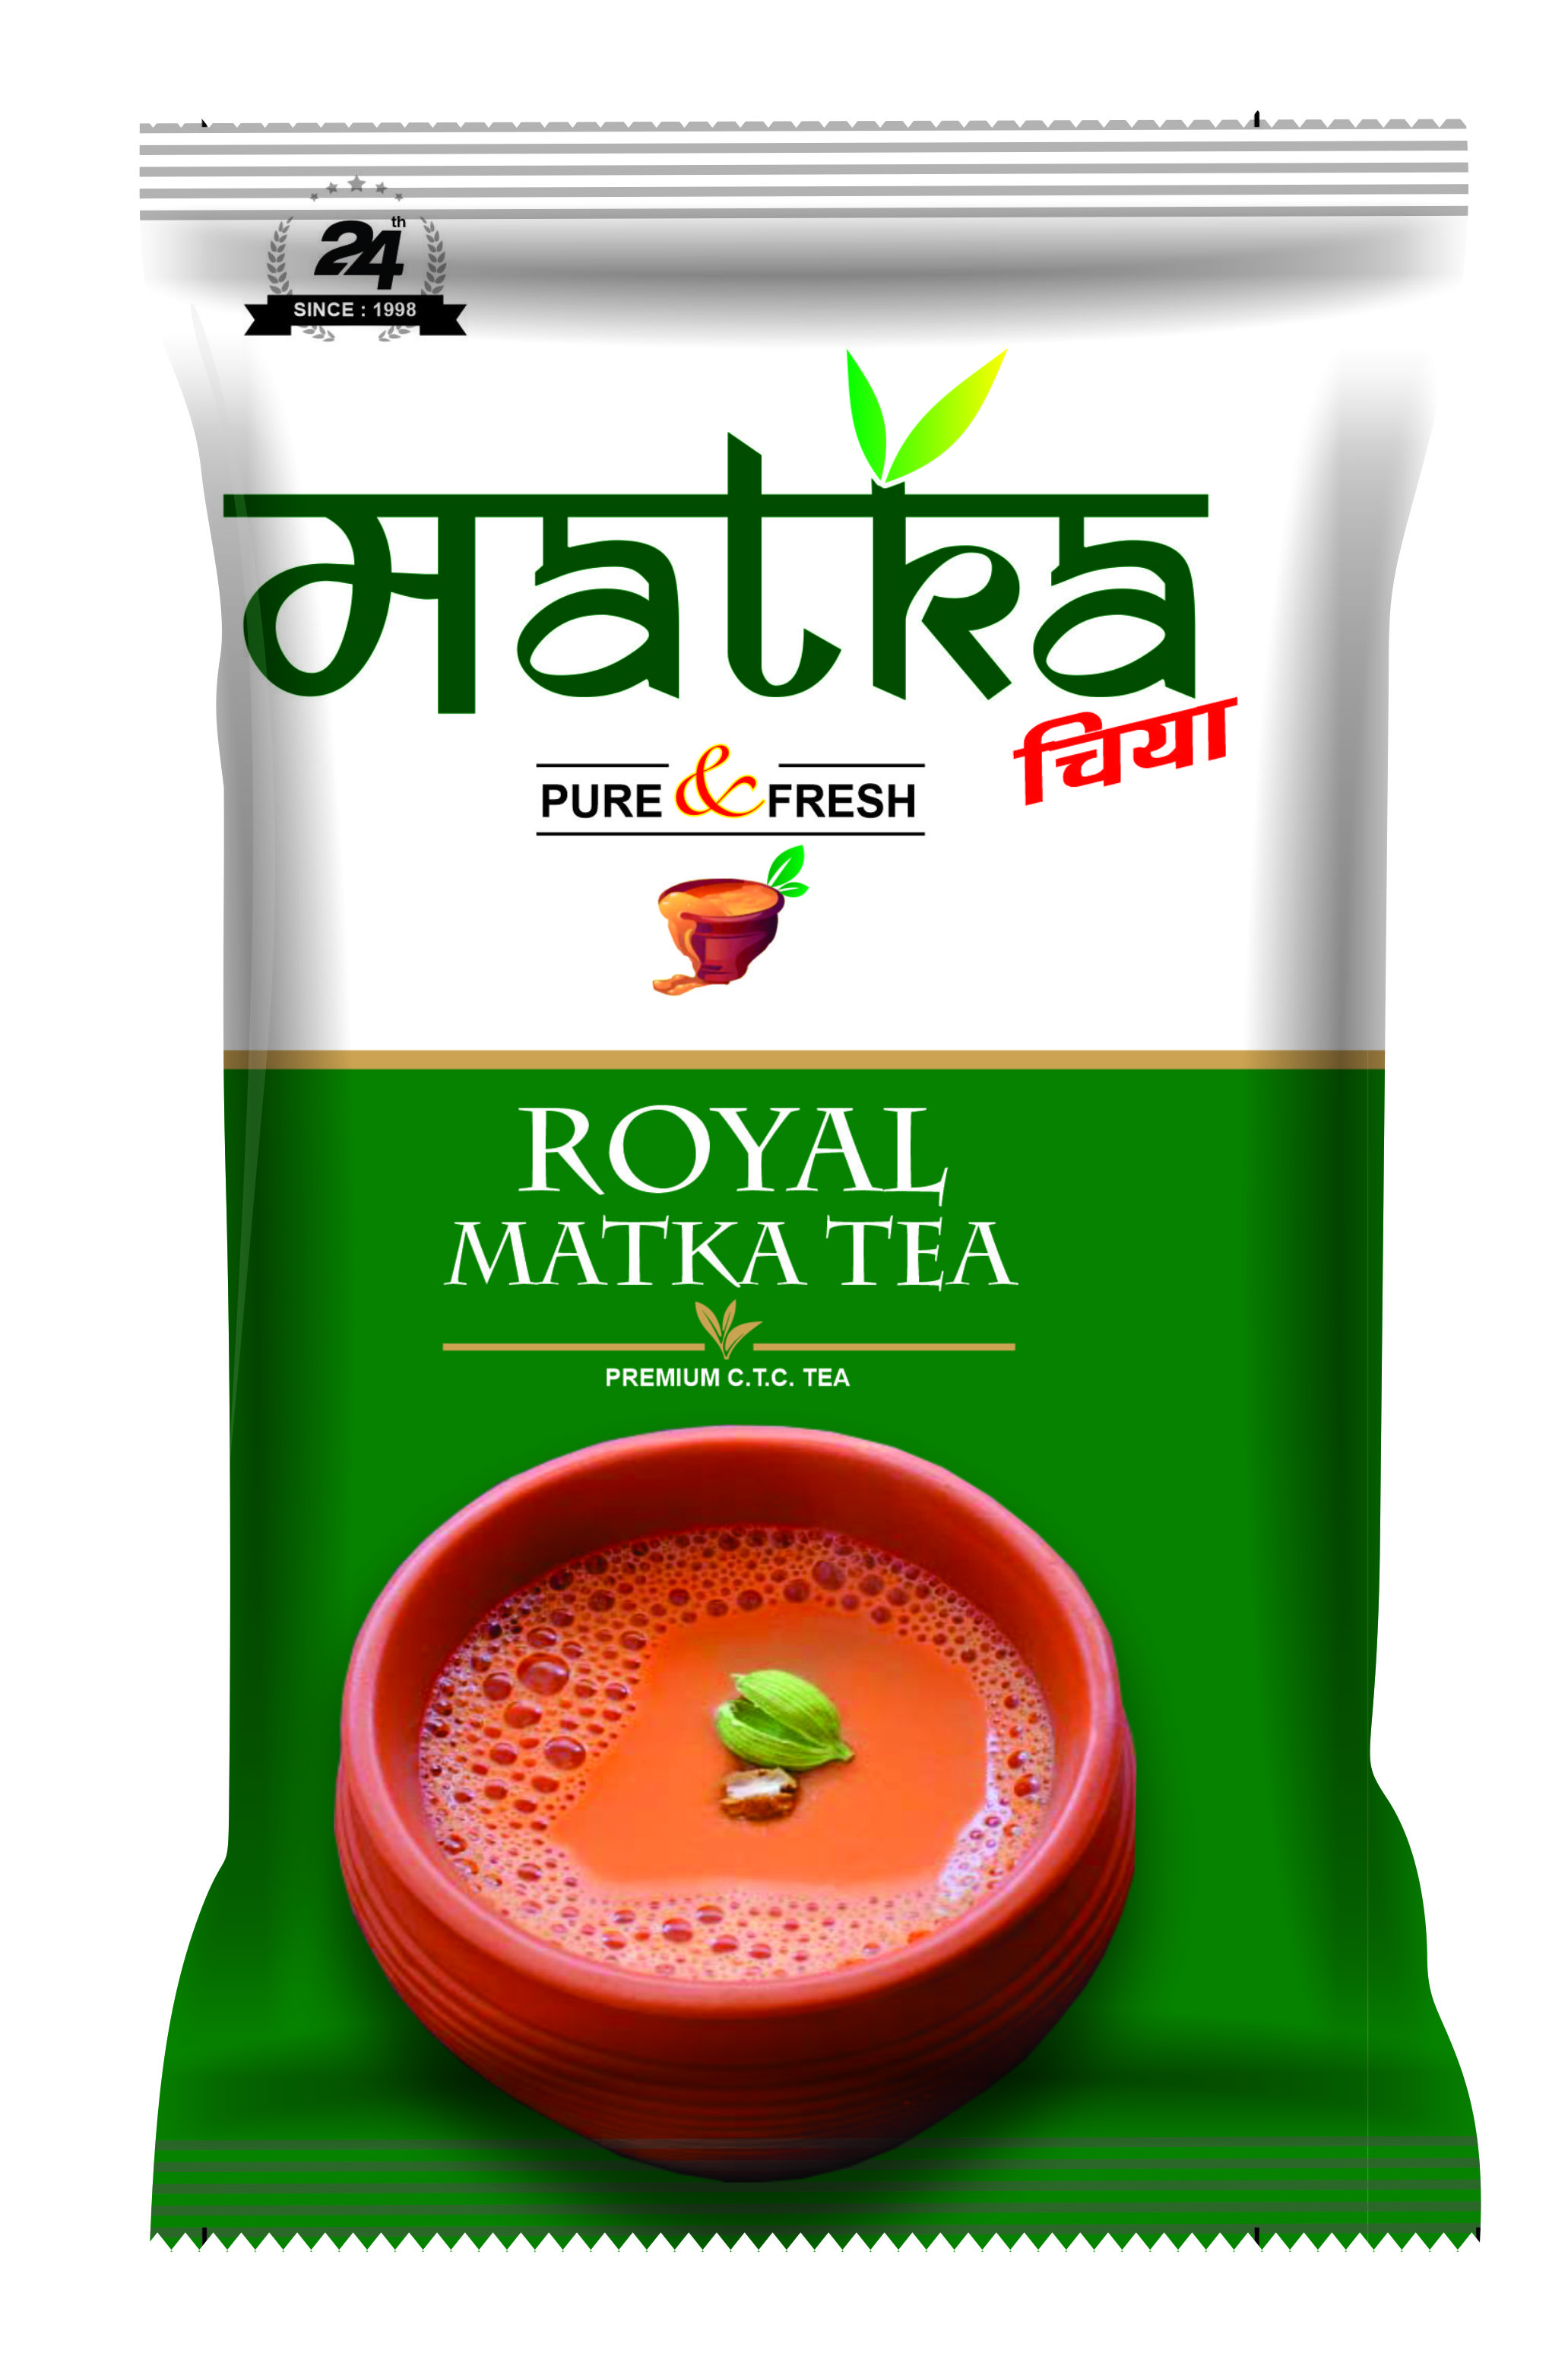 24th
SINCE : 1998
matka
चिया
PURE & FRESH
ROYAL
MATKA TEA
PREMIUM C.T.C. TEA